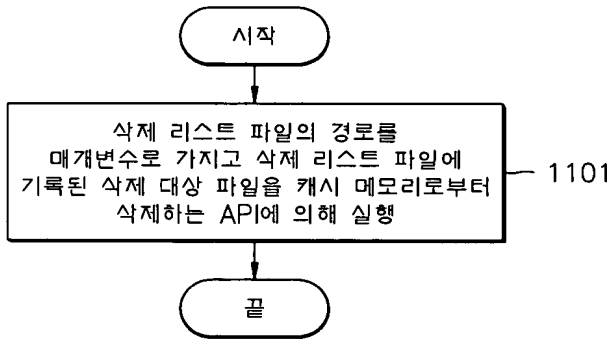 시작
삭제 리스트 파일의 경로를
매개변수로 가지고 삭제 리스트 파일에
기록된 삭제 대상 파일을 캐시 메모리로부터
삭제하는 API에 의해 실행
1101
끝